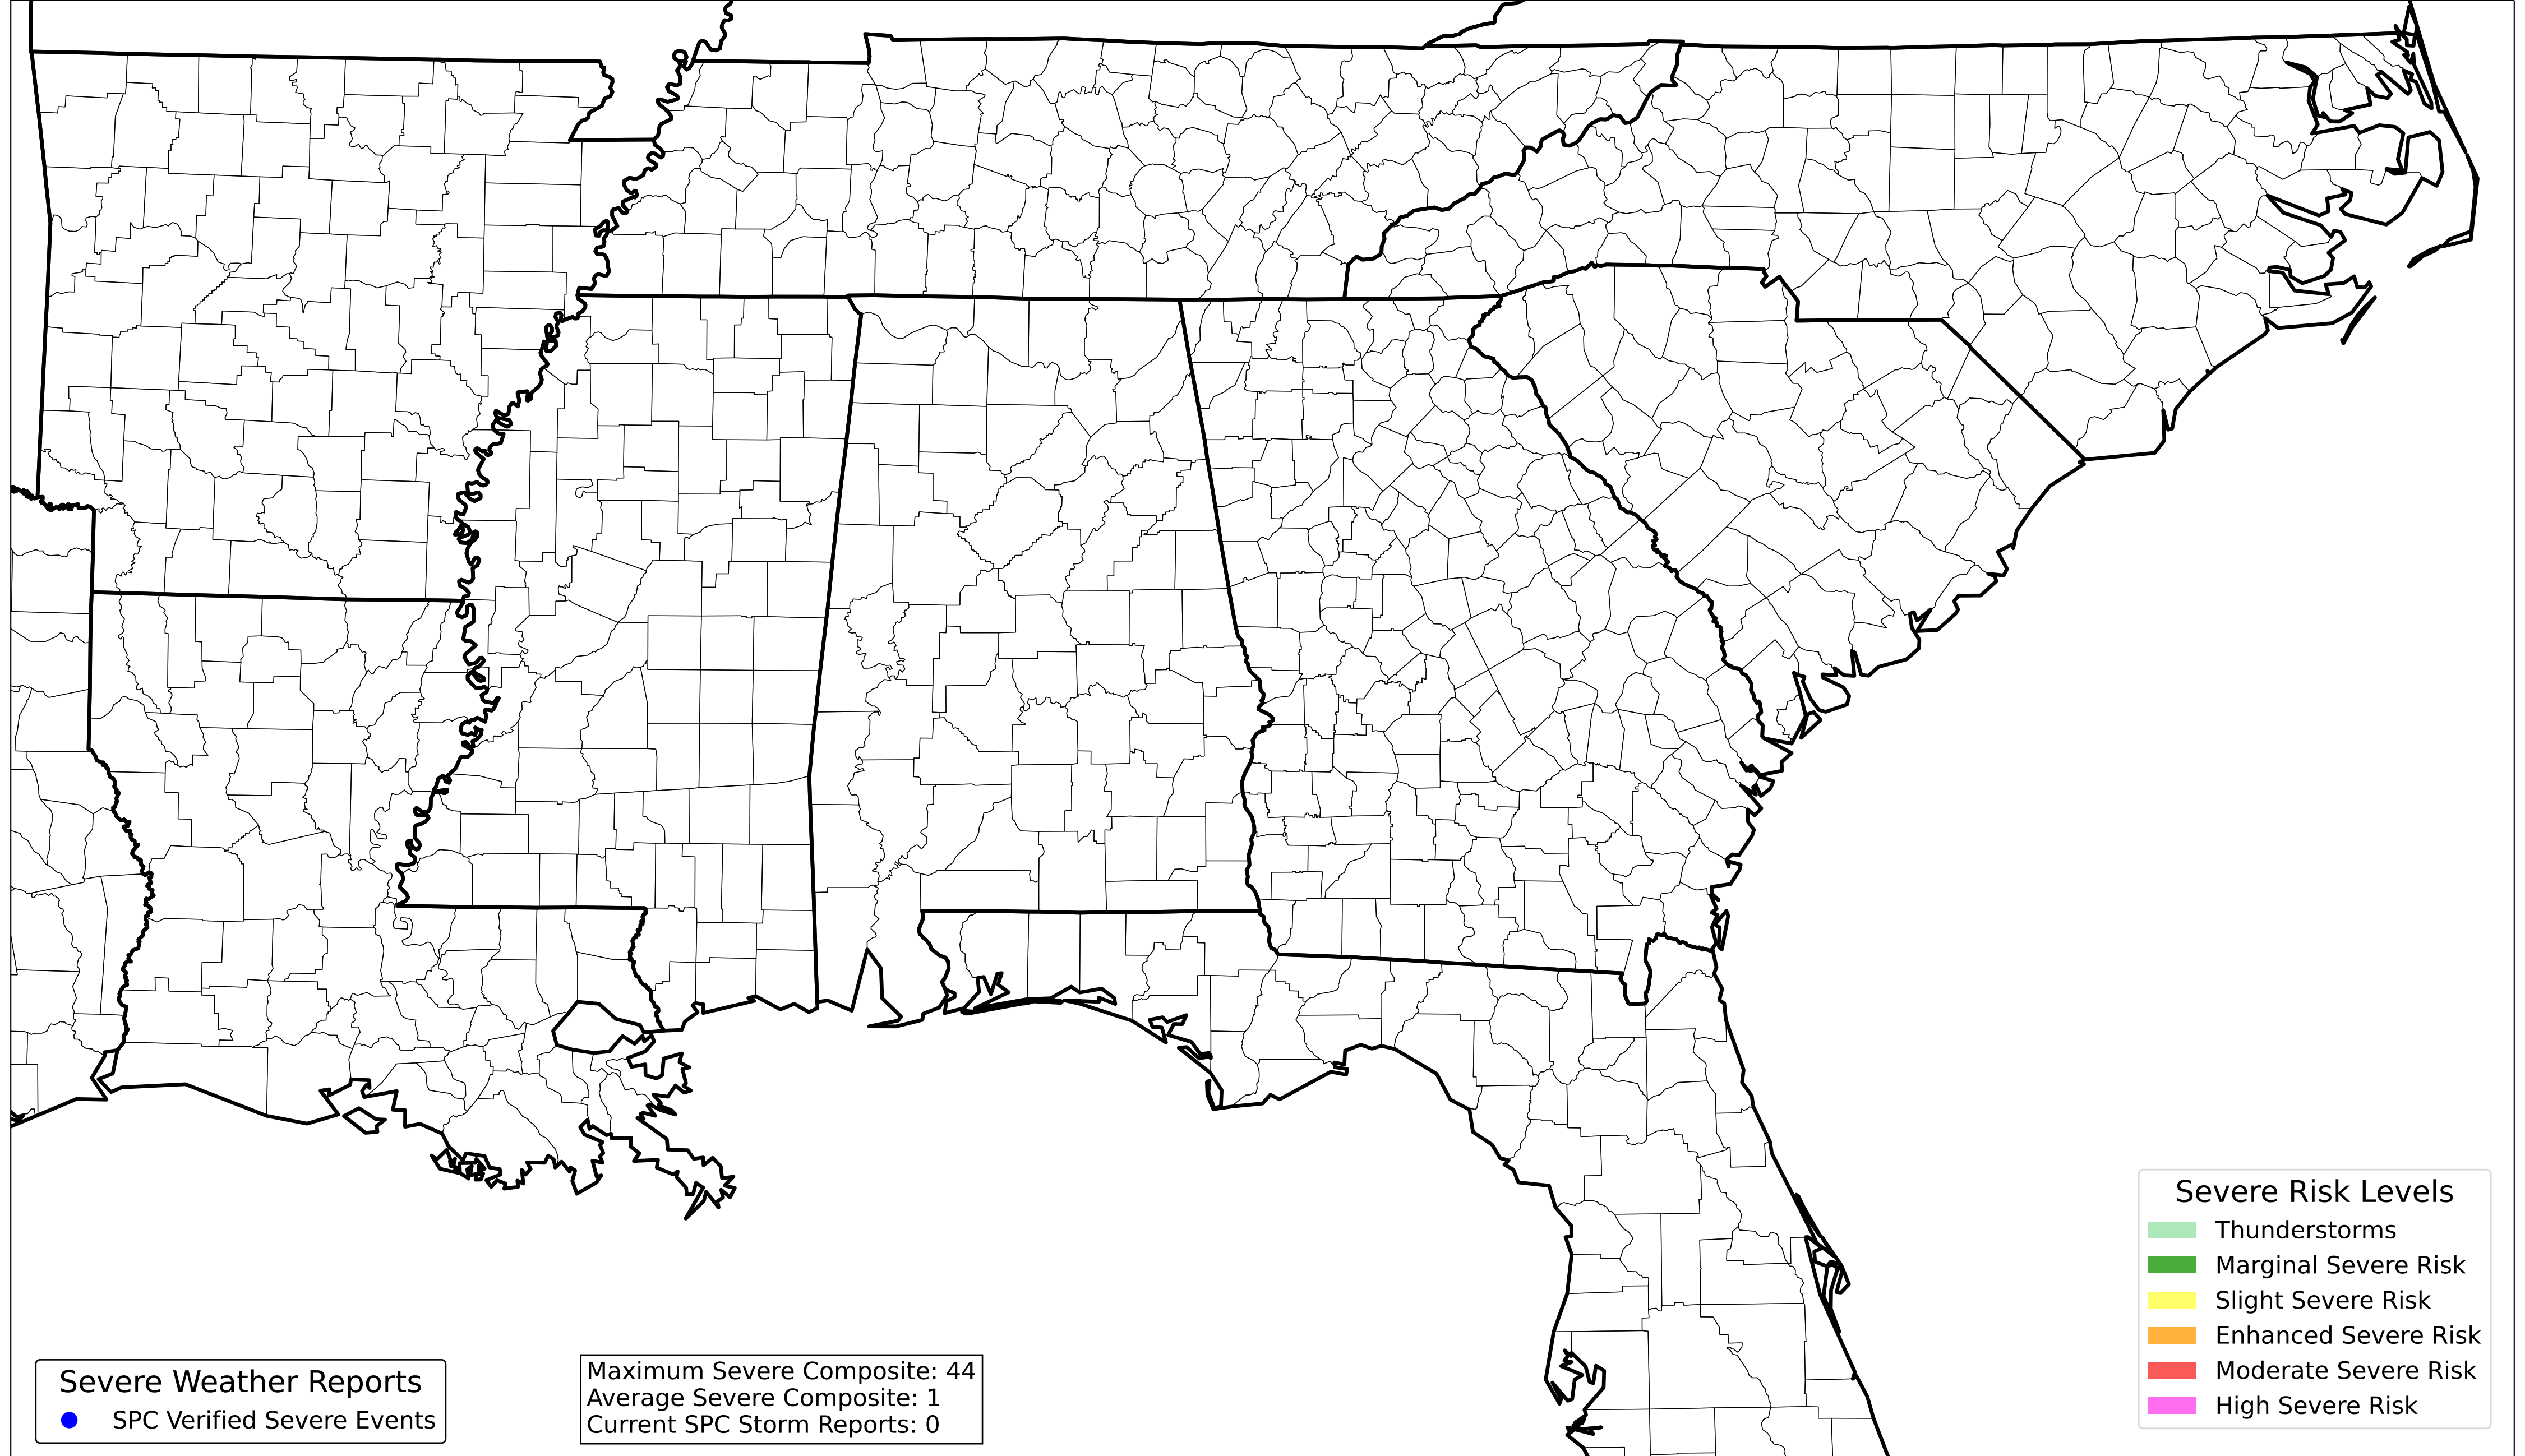 Severe Risk Levels
Thunderstorms
Marginal Severe Risk
Slight Severe Risk
Enhanced Severe Risk
Moderate Severe Risk
High Severe Risk
Severe Weather Reports
SPC Verified Severe Events
Maximum Severe Composite: 44
Average Severe Composite: 1
Current SPC Storm Reports: 0